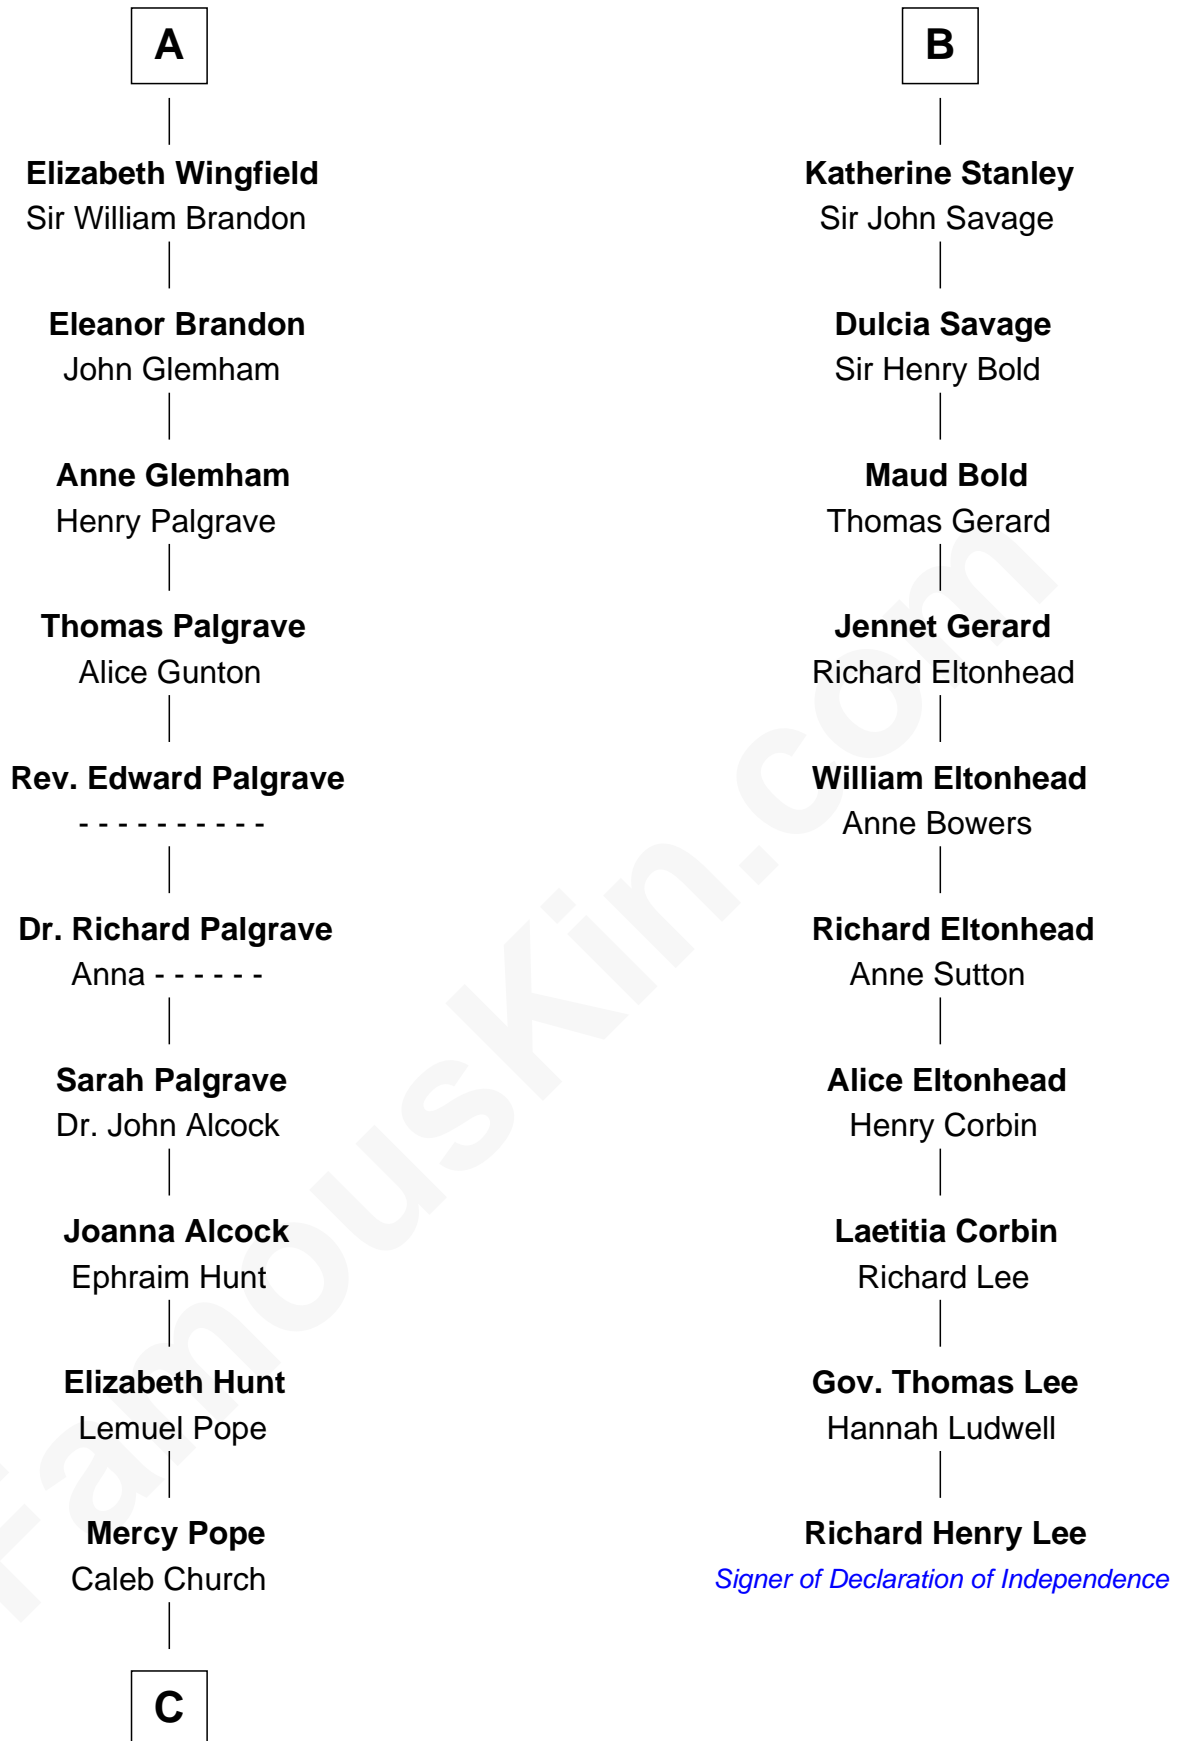 A
Elizabeth Wingfield
Sir William Brandon
Eleanor Brandon
John Glemham
Anne Glemham
Henry Palgrave
Thomas Palgrave
Alice Gunton
Rev. Edward Palgrave
- - - - - - - - - -
Dr. Richard Palgrave
Anna - - - - - -
Sarah Palgrave
Dr. John Alcock
Joanna Alcock
Ephraim Hunt
Elizabeth Hunt
Lemuel Pope
Mercy Pope
Caleb Church
C
B
Katherine Stanley
Sir John Savage
Dulcia Savage
Sir Henry Bold
Maud Bold
Thomas Gerard
Jennet Gerard
Richard Eltonhead
William Eltonhead
Anne Bowers
Richard Eltonhead
Anne Sutton
Alice Eltonhead
Henry Corbin
Laetitia Corbin
Richard Lee
Gov. Thomas Lee
Hannah Ludwell
Richard Henry Lee
Signer of Declaration of Independence
FamousKin.com